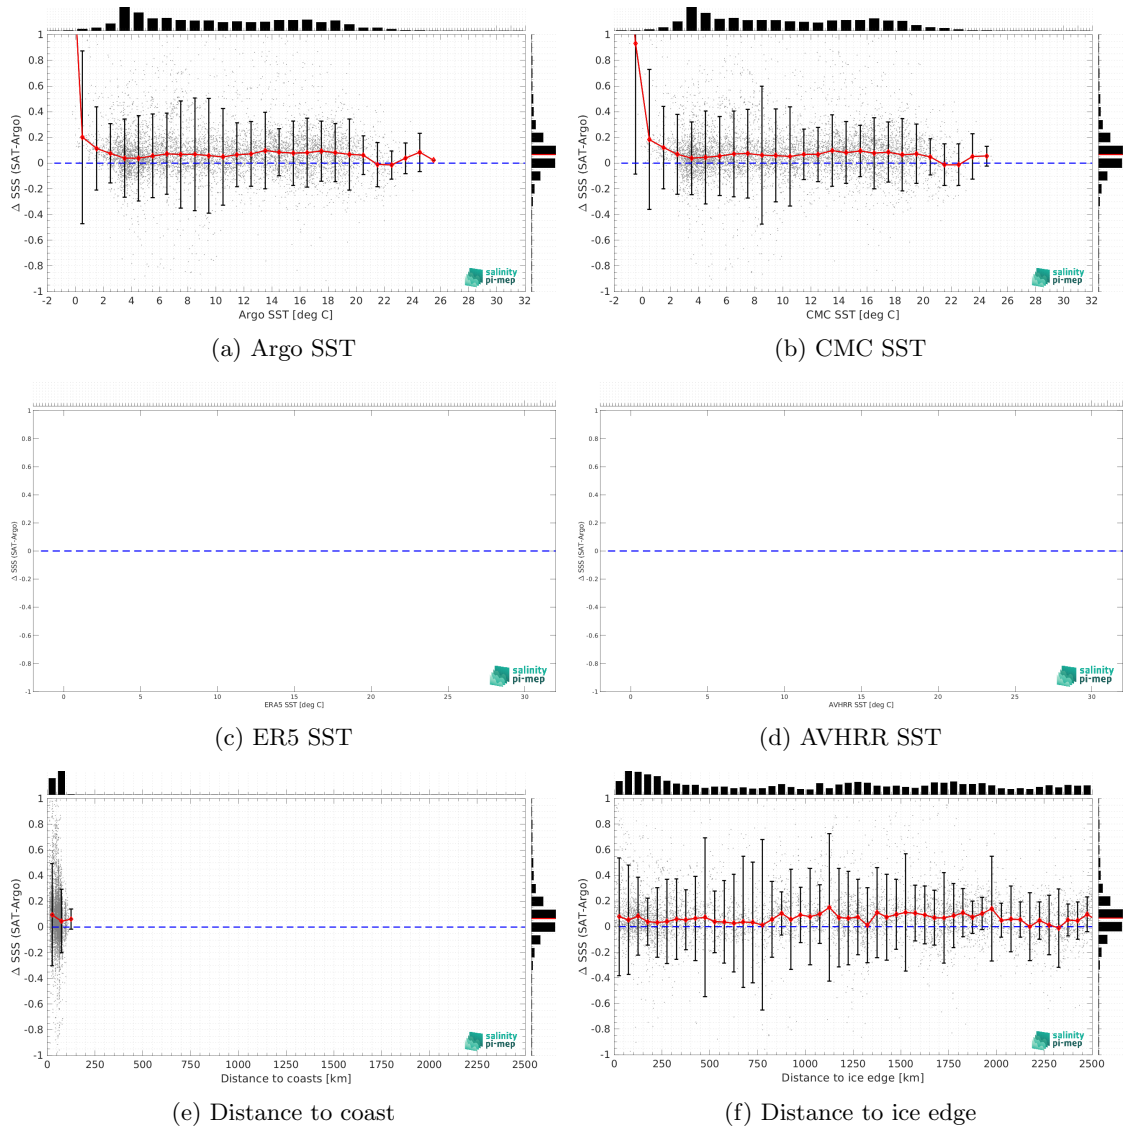 1
0.8
0.6
0.4
0.2
0
-0.2
-0.4
-0.6
-0.8
-1
Δ SSS (SAT-Argo)
-2 0 2 4 6 8 10 12 14 16 18 20 22 24 26 28 30 32
Argo SST [deg C]
salinity
pi-mep
(a) Argo SST
1
0.8
0.6
0.4
0.2
0
-0.2
-0.4
-0.6
-0.8
-1
Δ SSS (SAT-Argo)
-2 0 2 4 6 8 10 12 14 16 18 20 22 24 26 28 30 32
CMC SST [deg C]
salinity
pi-mep
(b) CMC SST
1
0.8
0.6
0.4
0.2
0
-0.2
-0.4
-0.6
-0.8
-1
Δ SSS (SAT-Argo)
0 5 10 15 20 25 30
ERA5 SST [deg C]
salinity
pi-mep
(c) ER5 SST
1
0.8
0.6
0.4
0.2
0
-0.2
-0.4
-0.6
-0.8
-1
Δ SSS (SAT-Argo)
0 5 10 15 20 25 30
AVHRR SST [deg C]
salinity
pi-mep
(d) AVHRR SST
1
0.8
0.6
0.4
0.2
0
-0.2
-0.4
-0.6
-0.8
-1
Δ SSS (SAT-Argo)
0 250 500 750 1000 1250 1500 1750 2000 2250 2500
Distance to coasts [km]
salinity
pi-mep
(e) Distance to coast
1
0.8
0.6
0.4
0.2
0
-0.2
-0.4
-0.6
-0.8
-1
Δ SSS (SAT-Argo)
0 250 500 750 1000 1250 1500 1750 2000 2250 2500
Distance to ice edge [km]
salinity
pi-mep
(f) Distance to ice edge